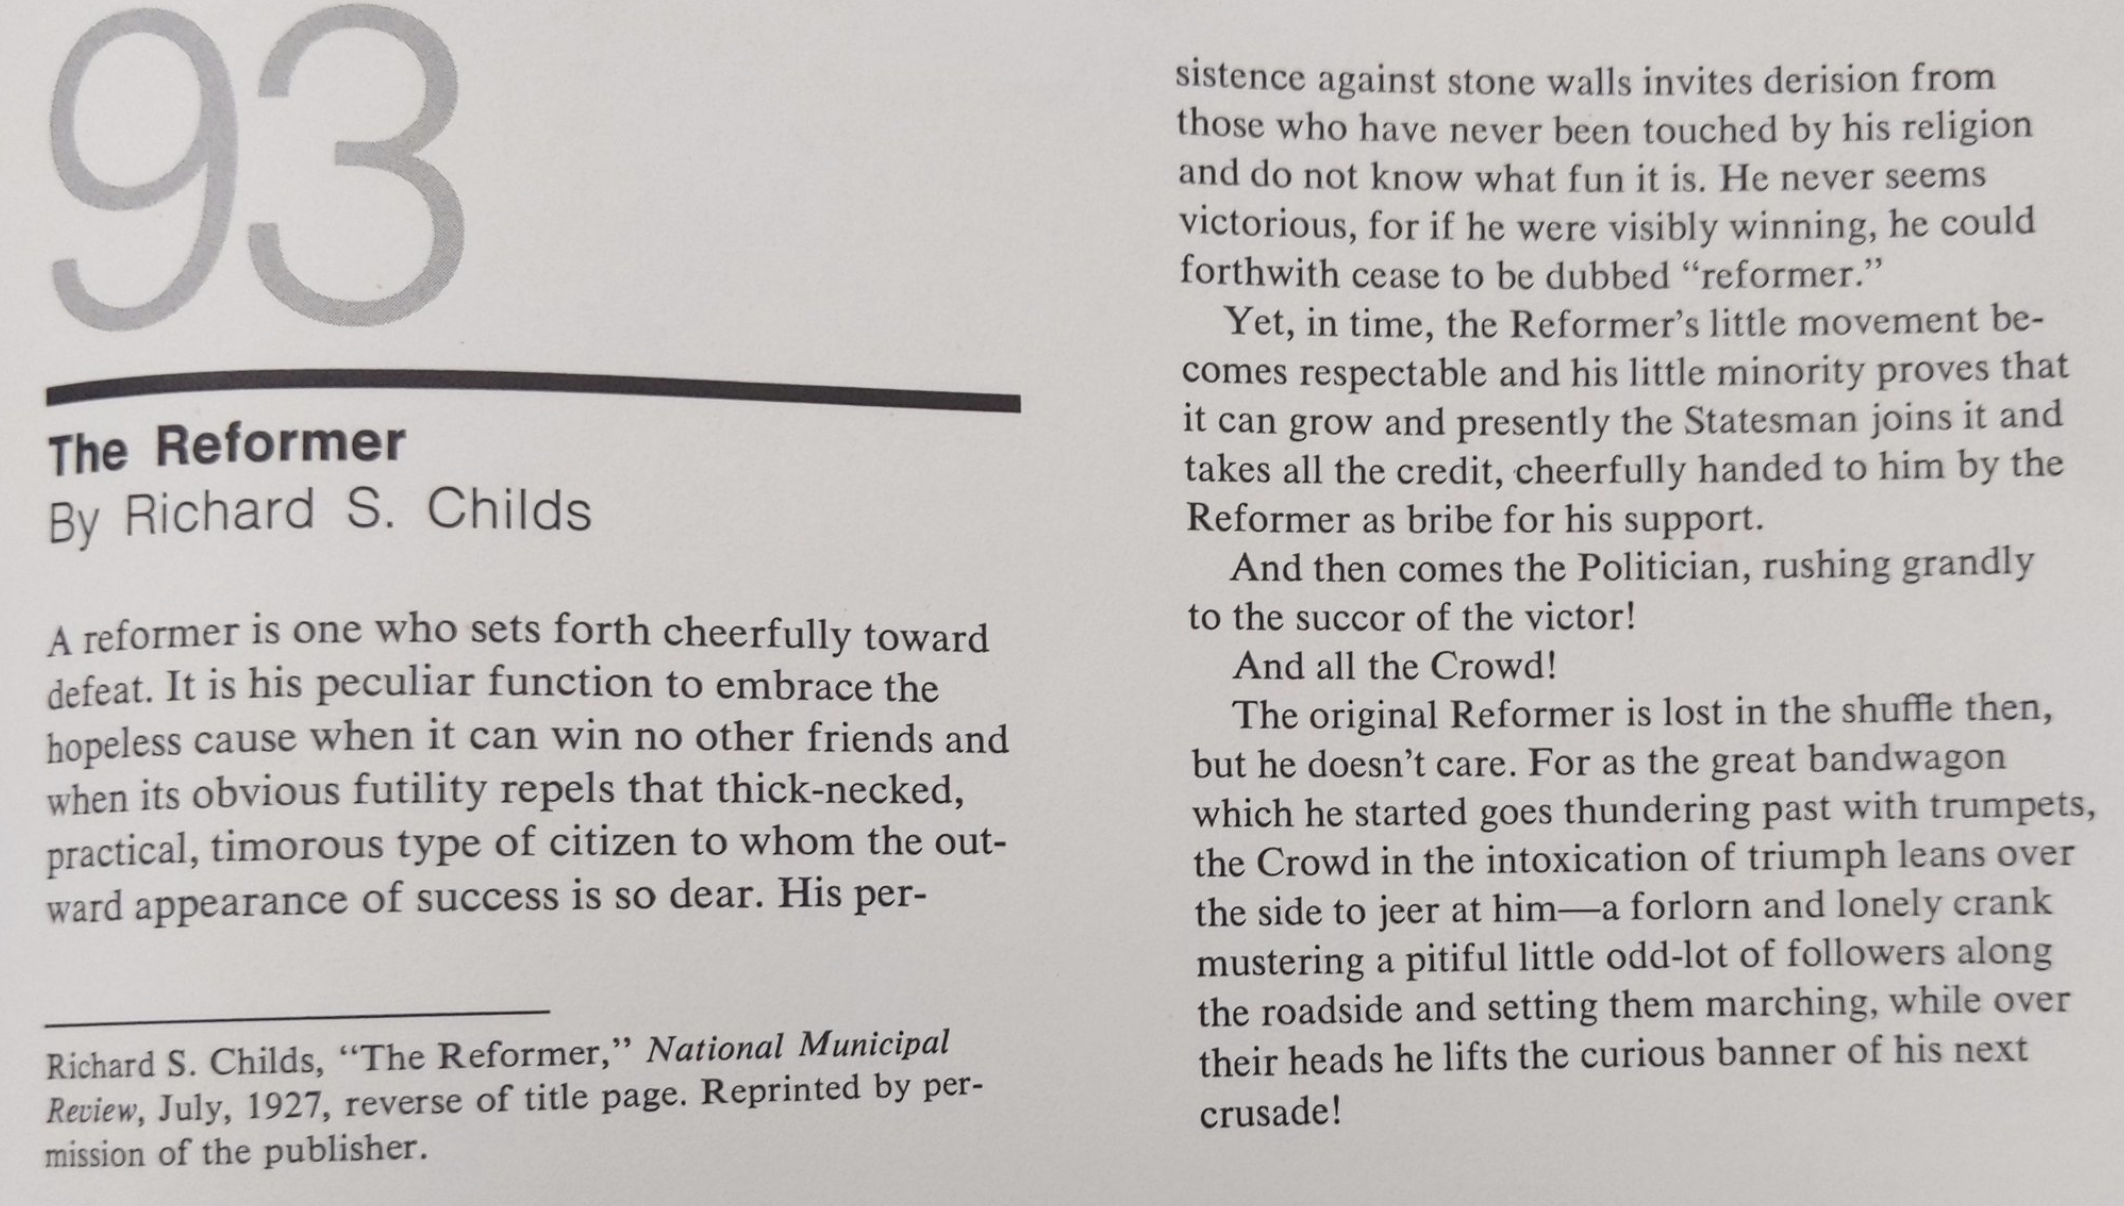 93
The Reformer
By Richard S. Childs
A reformer is one who sets forth cheerfully toward
defeat. It is his peculiar function to embrace the
hopeless cause when it can win no other friends and
when its obvious futility repels that thick-necked,
practical, timorous type of citizen to whom the out-
ward appearance of success is so dear. His per-
Richard S. Childs, “The Reformer,” National Municipal
Review, July, 1927, reverse of title page. Reprinted by per-
mission of the publisher.
sistence against stone walls invites derision from
those who have never been touched by his religion
and do not know what fun it is. He never seems
victorious, for if he were visibly winning, he could
forthwith cease to be dubbed “reformer.”
Yet, in time, the Reformer’s little movement be-
comes respectable and his little minority proves that
it can grow and presently the Statesman joins it and
takes all the credit, cheerfully handed to him by the
Reformer as bribe for his support.
And then comes the Politician, rushing grandly
to the succor of the victor!
And all the Crowd!
The original Reformer is lost in the shuffle then,
but he doesn’t care. For as the great bandwagon
which he started goes thundering past with trumpets,
the Crowd in the intoxication of triumph leans over
the side to jeer at him—a forlorn and lonely crank
mustering a pitiful little odd-lot of followers along
the roadside and setting them marching, while over
their heads he lifts the curious banner of his next
crusade!